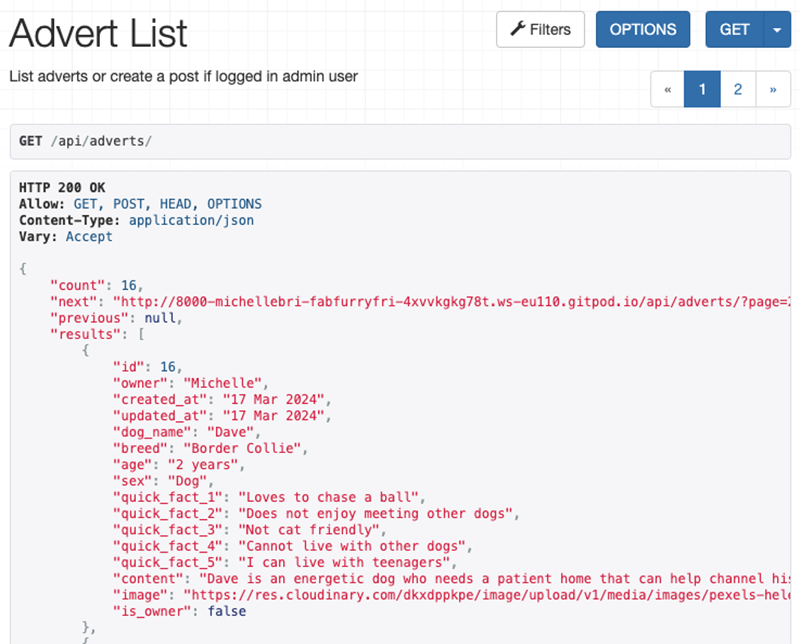 Advert List
Filters
OPTIONS
GET
List adverts or create a post if logged in admin user
« 1 2 »
GET /api/adverts/
HTTP 200 OK
Allow: GET, POST, HEAD, OPTIONS
Content-Type: application/json
Vary: Accept
{
"count": 16,
"next": "http://8000-michellebri-fabfurryfri-4xvvkgkg78t.ws-eu110.gitpod.io/api/adverts/?page=2
"previous": null,
"results": [
{
"id": 16,
"owner": "Michelle",
"created_at": "17 Mar 2024",
"updated_at": "17 Mar 2024",
"dog_name": "Dave",
"breed": "Border Collie",
"age": "2 years",
"sex": "Dog",
"quick_fact_1": "Loves to chase a ball",
"quick_fact_2": "Does not enjoy meeting other dogs",
"quick_fact_3": "Not cat friendly",
"quick_fact_4": "Cannot live with other dogs",
"quick_fact_5": "I can live with teenagers",
"content": "Dave is an energetic dog who needs a patient home that can help channel his
"image": "https://res.cloudinary.com/dkxdppkpe/image/upload/v1/media/images/pexels-hele
"is_owner": false
},
{